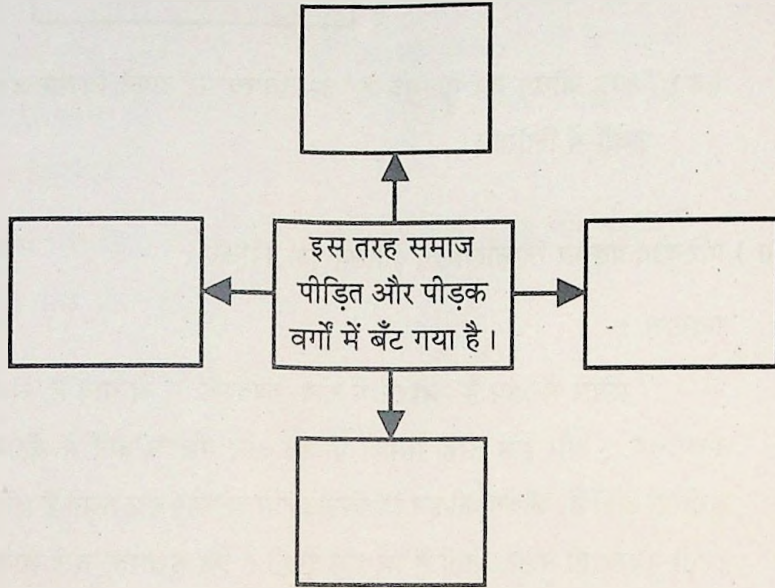 इस तरह समाज
पीड़ित और पीड़क
वर्गों में बँट गया है।